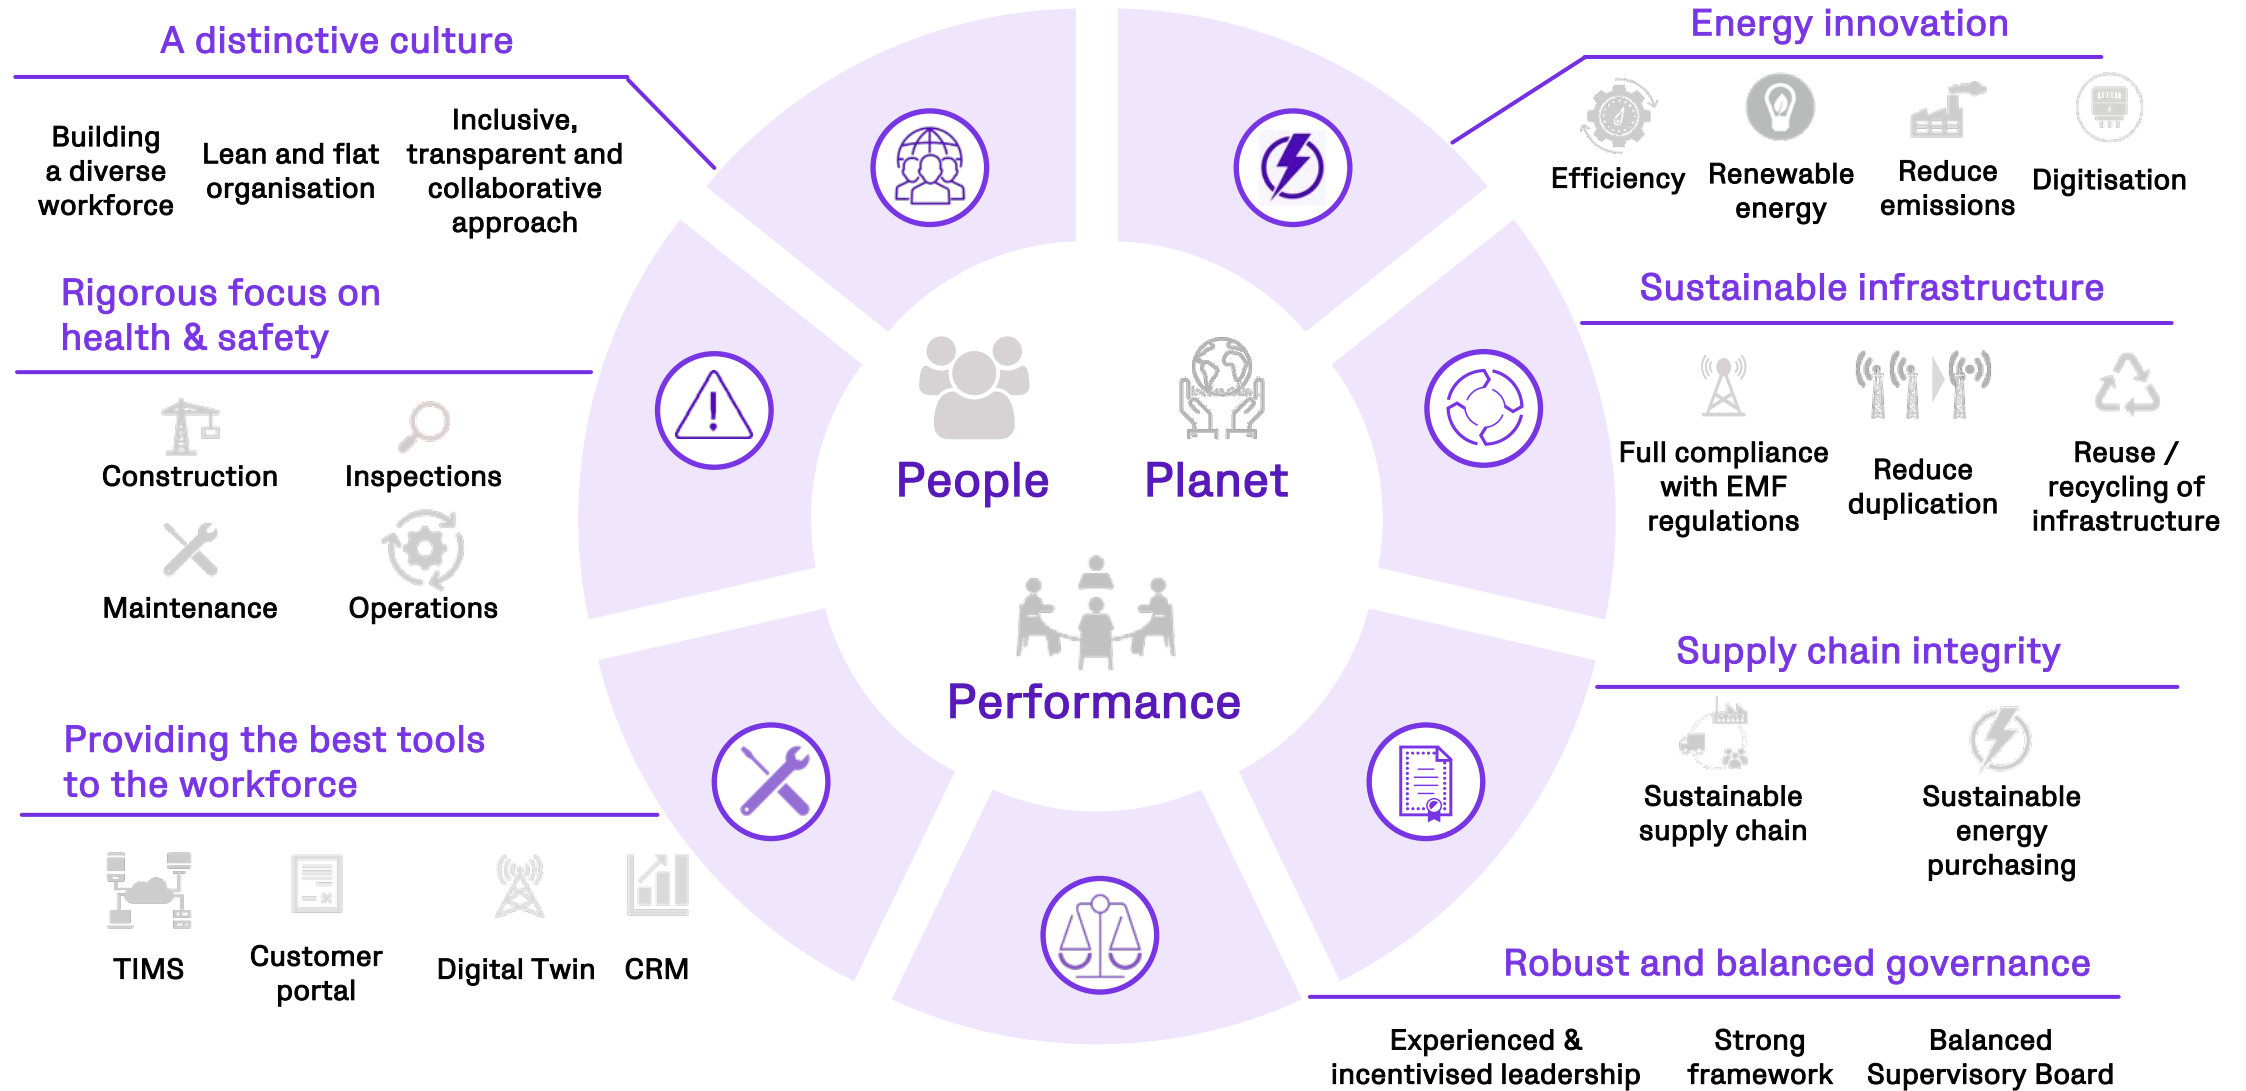 A distinctive culture
Building
a diverse
workforce
Lean and flat
organisation
Inclusive,
transparent and
collaborative
approach
Rigorous focus on
health & safety
Construction
Inspections
Maintenance
Operations
Providing the best tools
to the workforce
TIMS
Customer
portal
Digital Twin
CRM
People
Planet
Performance
Energy innovation
Efficiency
Renewable
energy
Reduce
emissions
Digitisation
Sustainable infrastructure
Full compliance
with EMF
regulations
Reduce
duplication
Reuse /
recycling of
infrastructure
Supply chain integrity
Sustainable
supply chain
Sustainable
energy
purchasing
Robust and balanced governance
Experienced &
incentivised leadership
Strong
framework
Balanced
Supervisory Board